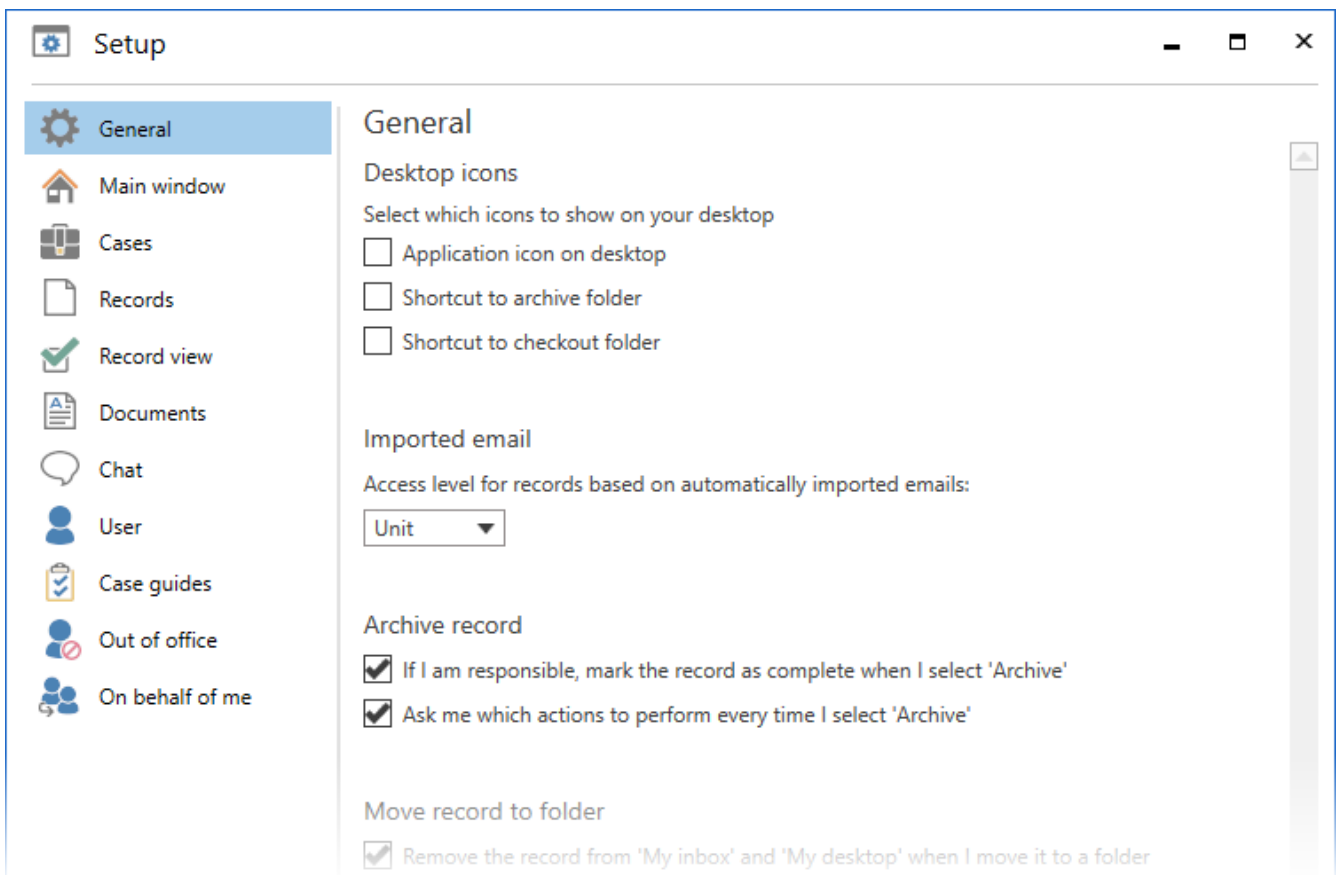 Setup
General
Main window
Cases
Records
Record view
Documents
Chat
User
Case guides
Out of office
On behalf of me
General
Desktop icons
Select which icons to show on your desktop
Application icon on desktop
Shortcut to archive folder
Shortcut to checkout folder
Imported email
Access level for records based on automatically imported emails:
Unit
Archive record
If I am responsible, mark the record as complete when I select 'Archive'
Ask me which actions to perform every time I select 'Archive'
Move record to folder
Remove the record from 'My inbox' and 'My desktop' when I move it to a folder